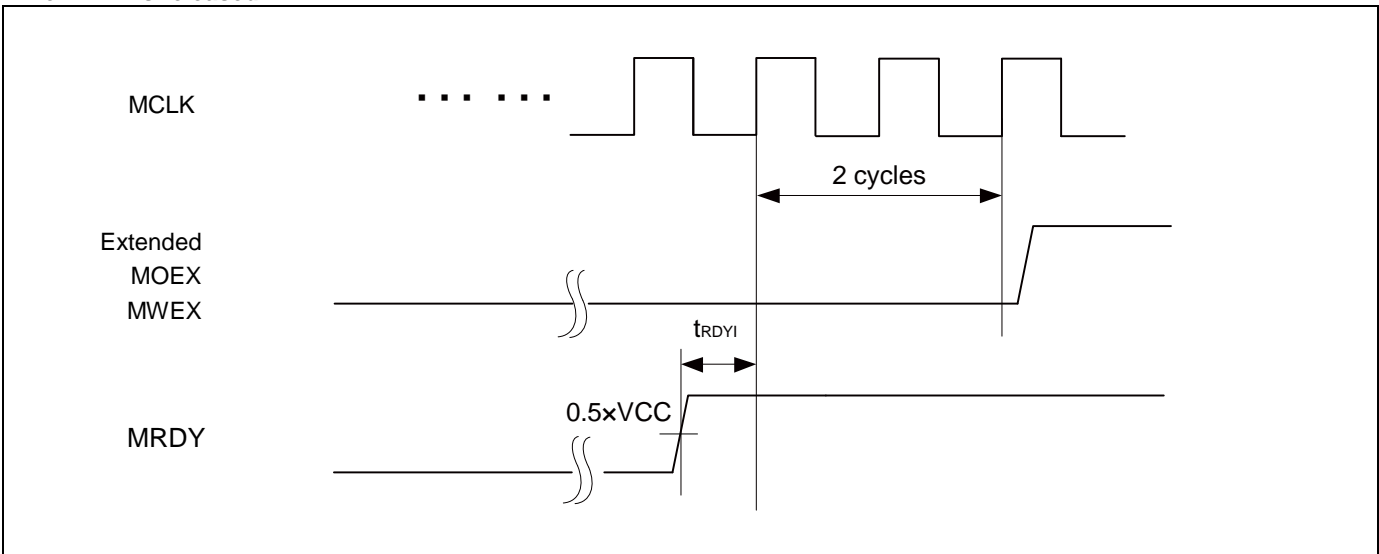 MCLK
2 cycles
Extended
MOEX
MWEX
tRDYI
0.5×VCC
MRDY